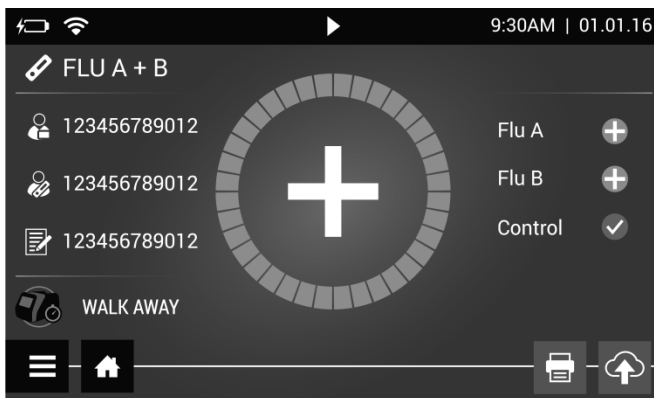 9:30AM | 01.01.16
FLU A + B
123456789012
123456789012
123456789012
WALK AWAY
Flu A
Flu B
Control